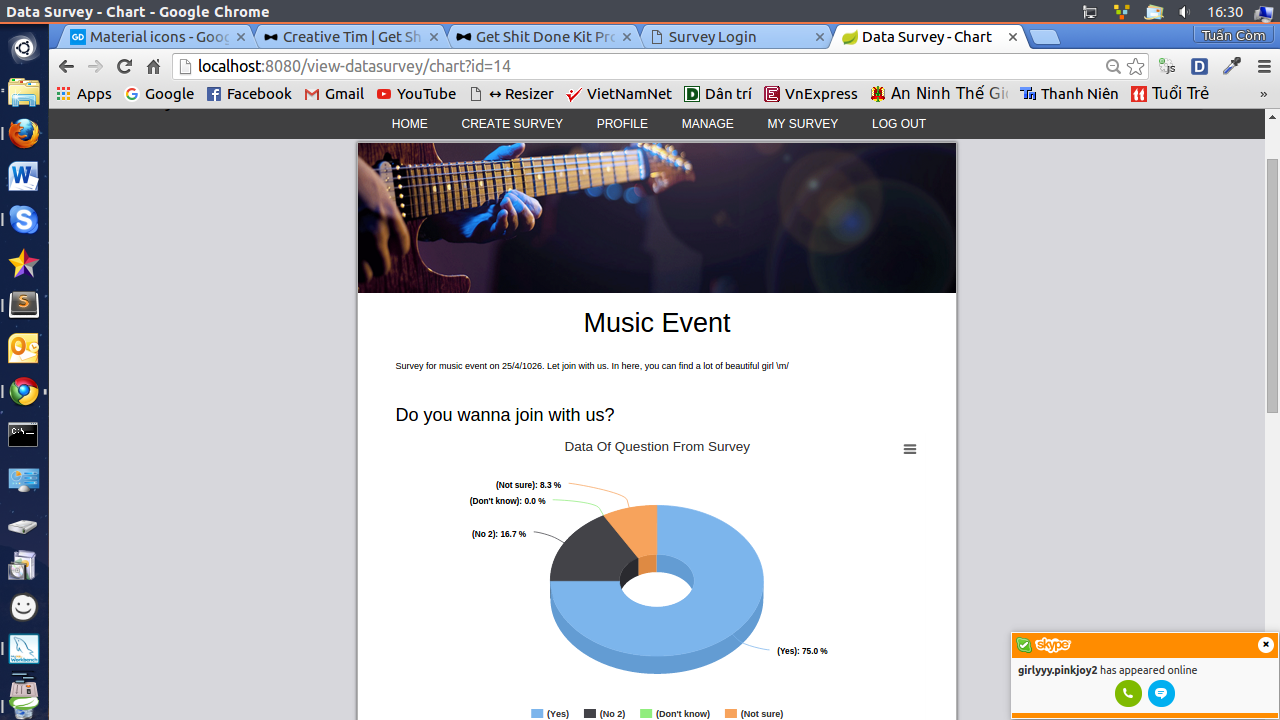 Data Survey - Chart - Google Chrome
16:30
Material icons - Goog
Creative Tim | Get Sh
Get Shit Done Kit Pro
Survey Login
Data Survey - Chart
Tuấn Còm
localhost:8080/view-datasurvey/chart?id=14
Apps
Google
Facebook
Gmail
YouTube
↔ Resizer
VietNamNet
Dân trí
VnExpress
An Ninh Thế Giớ
Thanh Niên
Tuổi Trẻ
»
HOME
CREATE SURVEY
PROFILE
MANAGE
MY SURVEY
LOG OUT
Music Event
Survey for music event on 25/4/1026. Let join with us. In here, you can find a lot of beautiful girl \m/
Do you wanna join with us?
Data Of Question From Survey
(Not sure): 8.3 %
(Don't know): 0.0 %
(No 2): 16.7 %
(Yes): 75.0 %
(Yes)
(No 2)
(Don't know)
(Not sure)
skype
girlyyy.pinkjoy2 has appeared online